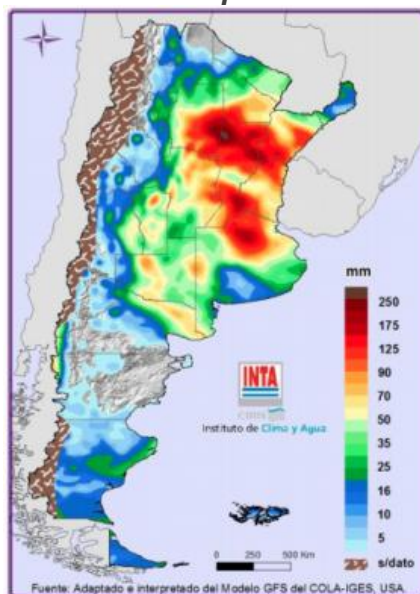 mm
250
175
125
90
70
50
35
25
16
10
5
s/dato
INTA
Instituto de Clima y Agua
0 250 500 Km
Fuente: Adaptado e interpretado del Modelo GFS del COLA-IGES, USA.